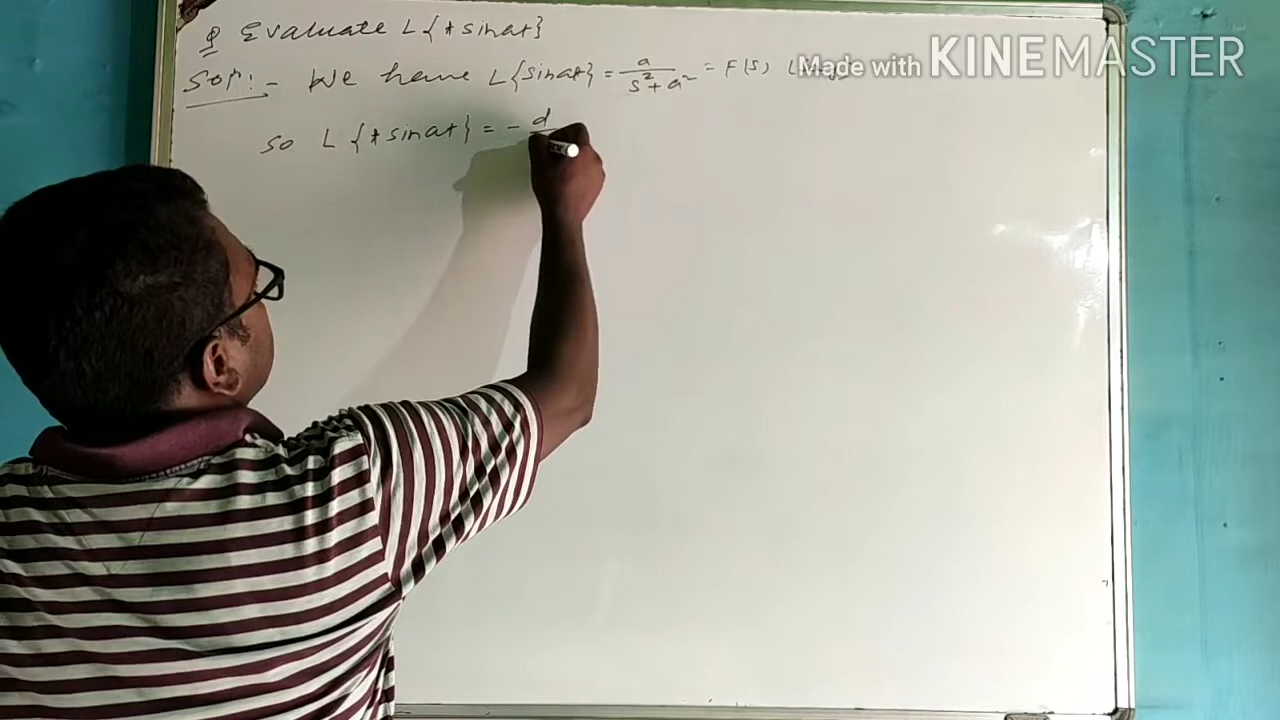 Q Evaluate L{t sinat}
Sol^n:- We have L{sinat} = a/(s²+a²) = F(s)
Made with KINEMASTER
so L {t sinat} = - d